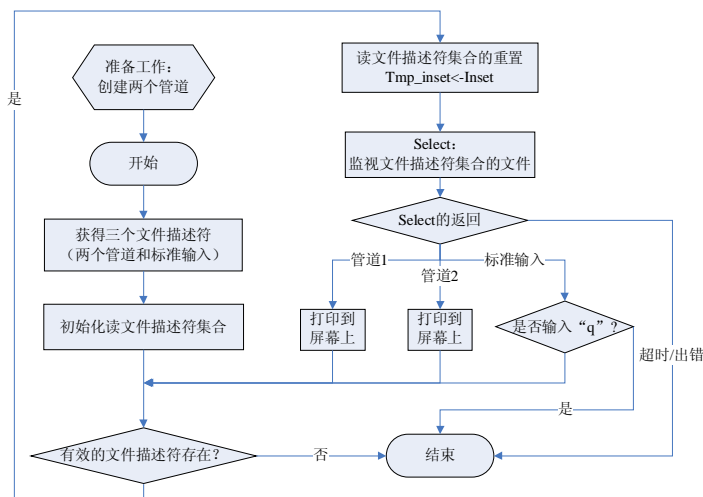 准备工作：
创建两个管道
开始
获得三个文件描述符
（两个管道和标准输入）
初始化读文件描述符集合
有效的文件描述符存在？
是
否
读文件描述符集合的重置
Tmp_inset<-Inset
Select：
监视文件描述符集合的文件
Select的返回
管道1
管道2
标准输入
打印到
屏幕上
打印到
屏幕上
是否输入“q”？
超时/出错
是
结束